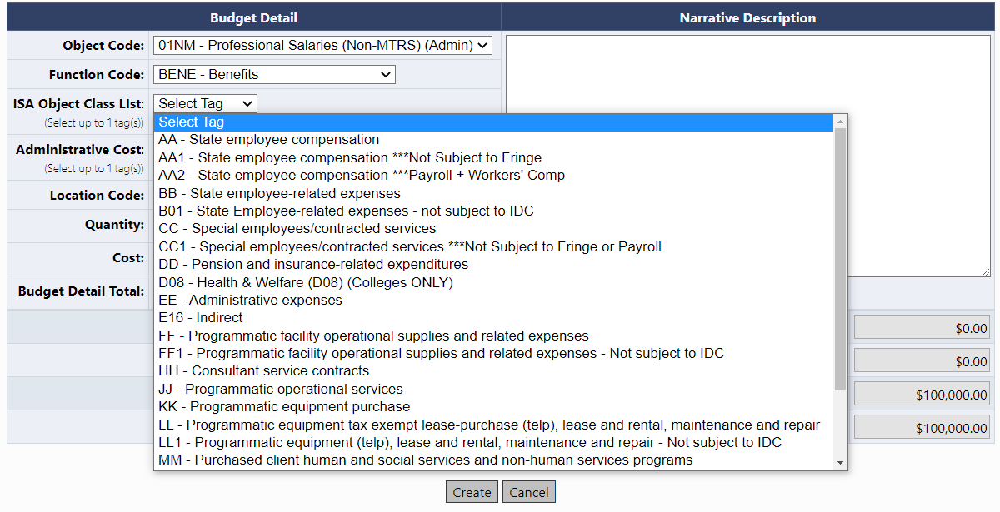 Budget Detail
Narrative Description
Object Code:
01NM - Professional Salaries (Non-MTRS) (Admin)
Function Code:
BENE - Benefits
ISA Object Class LIst:
(Select up to 1 tag(s))
Select Tag
Administrative Cost:
(Select up to 1 tag(s))
Location Code:
Quantity:
Cost:
Budget Detail Total:
Select Tag
AA - State employee compensation
AA1 - State employee compensation ***Not Subject to Fringe
AA2 - State employee compensation ***Payroll + Workers' Comp
BB - State employee-related expenses
B01 - State Employee-related expenses - not subject to IDC
CC - Special employees/contracted services
CC1 - Special employees/contracted services ***Not Subject to Fringe or Payroll
DD - Pension and insurance-related expenditures
D08 - Health & Welfare (D08) (Colleges ONLY)
EE - Administrative expenses
E16 - Indirect
FF - Programmatic facility operational supplies and related expenses
FF1 - Programmatic facility operational supplies and related expenses - Not subject to IDC
HH - Consultant service contracts
JJ - Programmatic operational services
KK - Programmatic equipment purchase
LL - Programmatic equipment tax exempt lease-purchase (telp), lease and rental, maintenance and repair
LL1 - Programmatic equipment (telp), lease and rental, maintenance and repair - Not subject to IDC
MM - Purchased client human and social services and non-human services programs
$0.00
$0.00
$100,000.00
$100,000.00
Create
Cancel